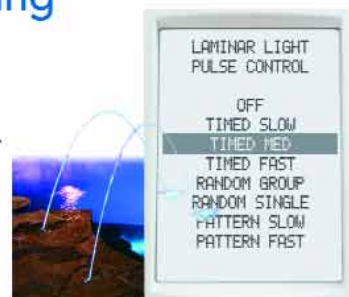 ing
LAMINAR LIGHT
PULSE CONTROL
OFF
TIMED SLOW
TIMED MED
TIMED FAST
RANDOM GROUP
RANDOM SINGLE
PATTERN SLOW
PATTERN FAST